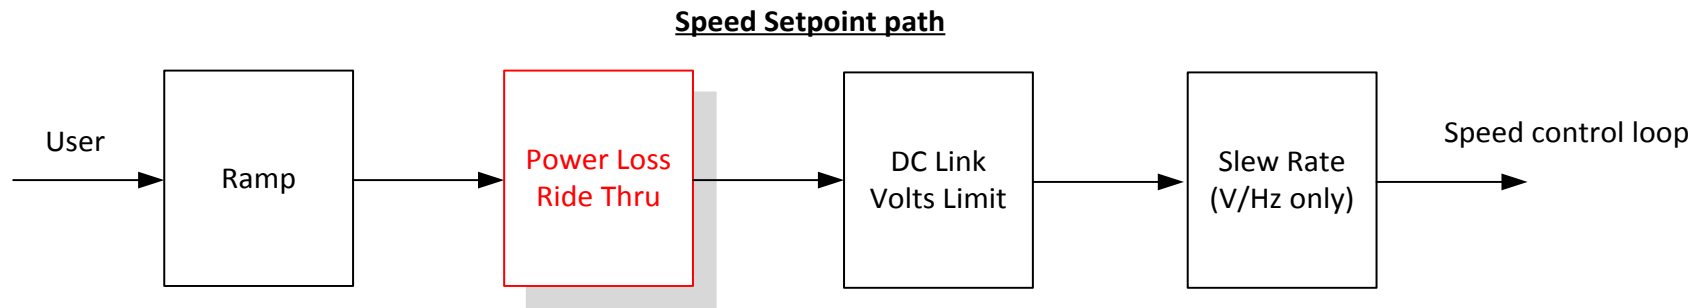 Speed Setpoint path
User
Ramp
Power Loss
Ride Thru
DC Link
Volts Limit
Slew Rate
(V/Hz only)
Speed control loop